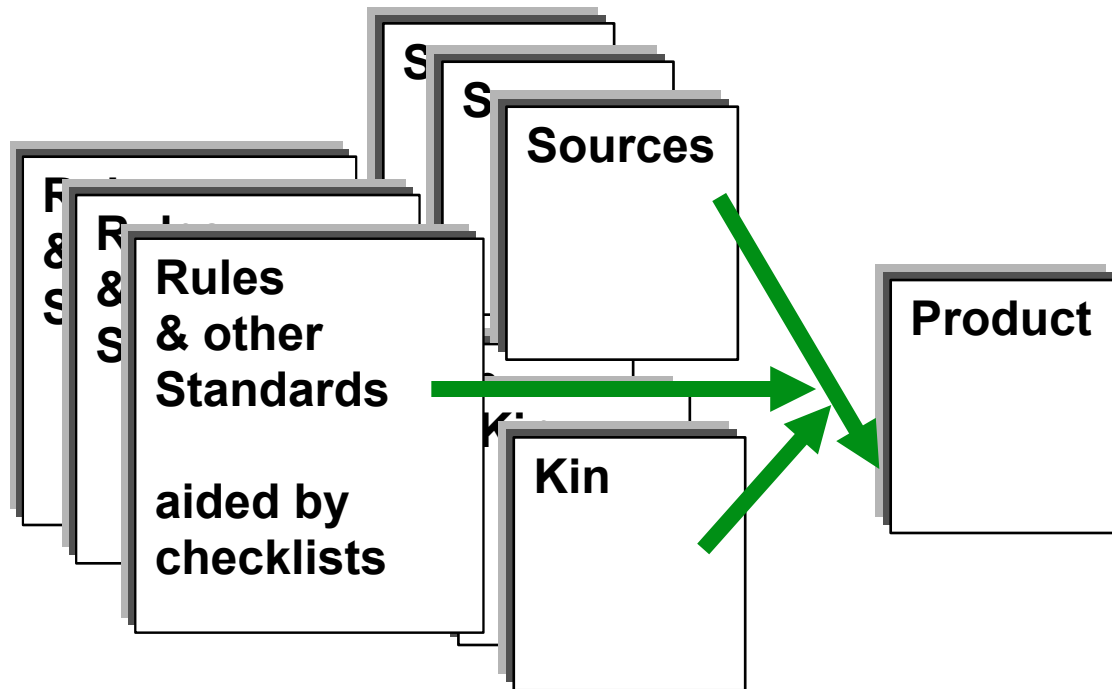 Sources
Rules
& other
Standards
aided by
checklists
Kin
Product